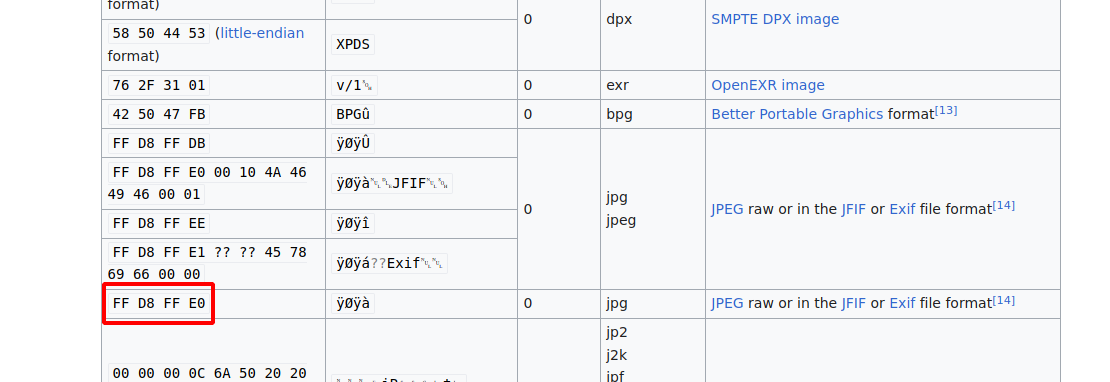 format)
0
dpx
SMPTE DPX image
58 50 44 53 (little-endian
format)
XPDS
76 2F 31 01
v/1
0
exr
OpenEXR image
42 50 47 FB
BPGû
0
bpg
Better Portable Graphics format[13]
FF D8 FF DB
ÿØÿÛ
FF D8 FF E0 00 10 4A 46
49 46 00 01
ÿØÿà␀␐JFIF␀␁
0
jpg
jpeg
JPEG raw or in the JFIF or Exif file format[14]
FF D8 FF EE
ÿØÿî
FF D8 FF E1 ?? ?? 45 78
69 66 00 00
ÿØÿá??Exif␀␀
FF D8 FF E0
ÿØÿà
0
jpg
JPEG raw or in the JFIF or Exif file format[14]
jp2
j2k
jpf
00 00 00 0C 6A 50 20 20